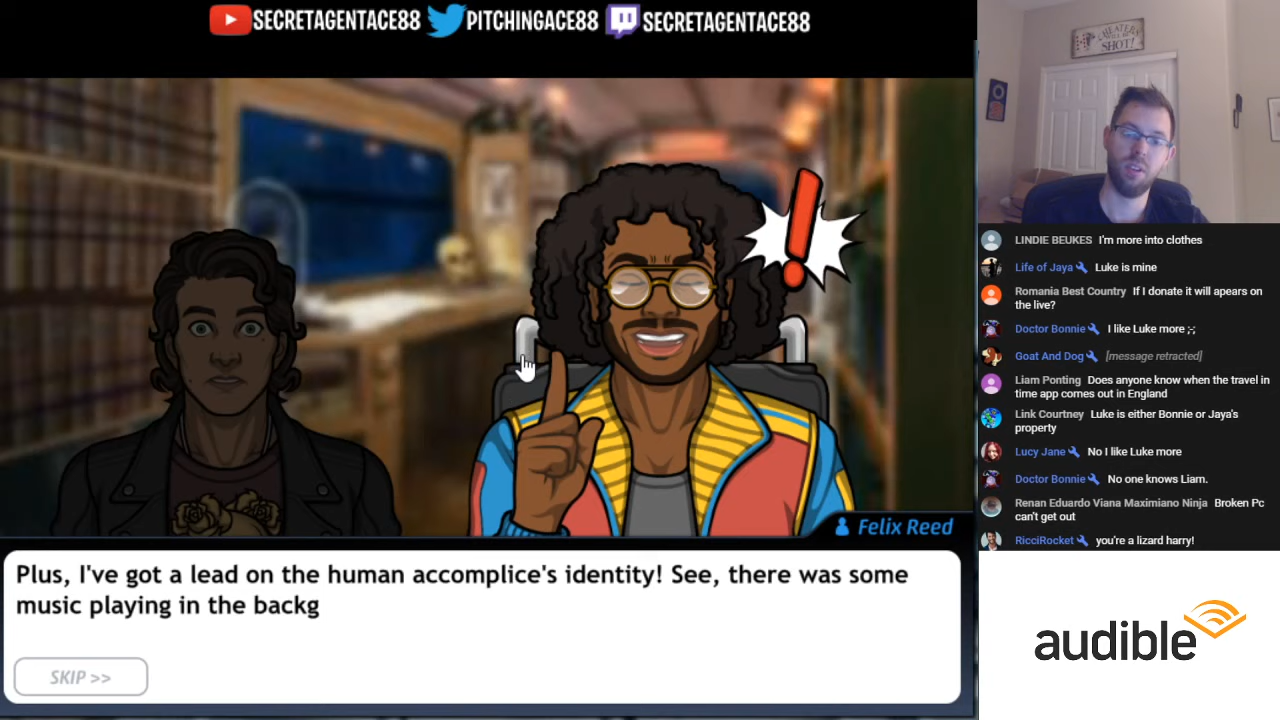 SECRETAGENTACE88 PITCHINGACE88 SECRETAGENTACE88
CHEATERS
SHOT!
LINDIE BEUKES I'm more into clothes
Life of Jaya Luke is mine
Romania Best Country If I donate it will apears on
the live?
Doctor Bonnie I like Luke more ;-;
Goat And Dog [message retracted]
Liam Ponting Does anyone know when the travel in
time app comes out in England
Link Courtney Luke is either Bonnie or Jaya's
property
Lucy Jane No I like Luke more
Doctor Bonnie No one knows Liam.
Renan Eduardo Viana Maximiano Ninja Broken Pc
can't get out
RicciRocket you're a lizard harry!
Felix Reed
Plus, I've got a lead on the human accomplice's identity! See, there was some
music playing in the backg
SKIP >>
audible